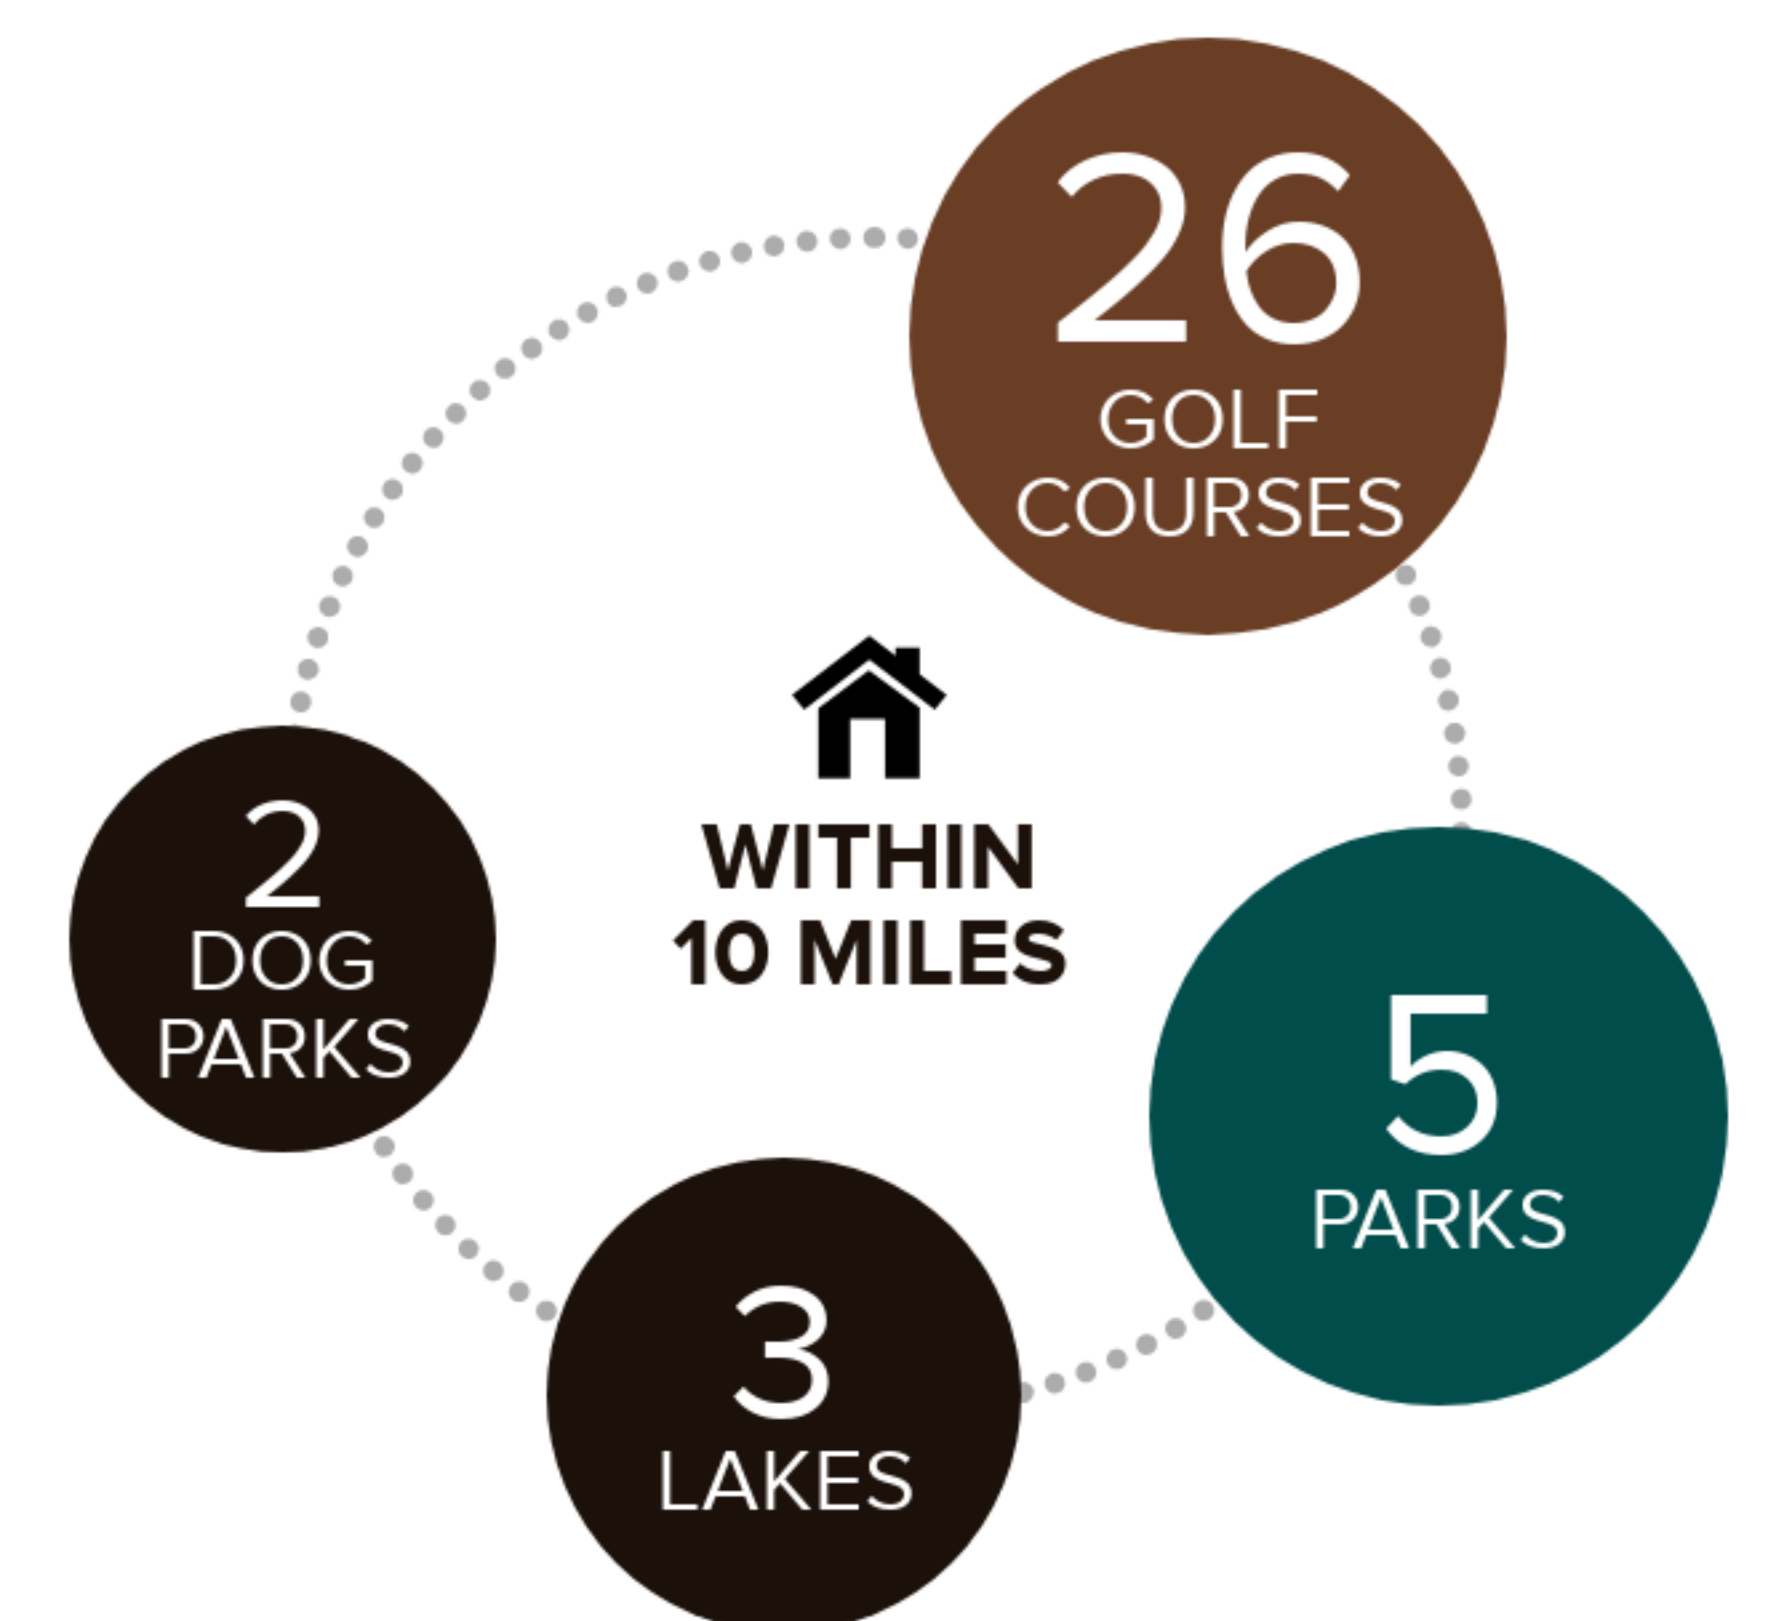 26
GOLF
COURSES
WITHIN
10 MILES
2
DOG
PARKS
5
PARKS
3
LAKES